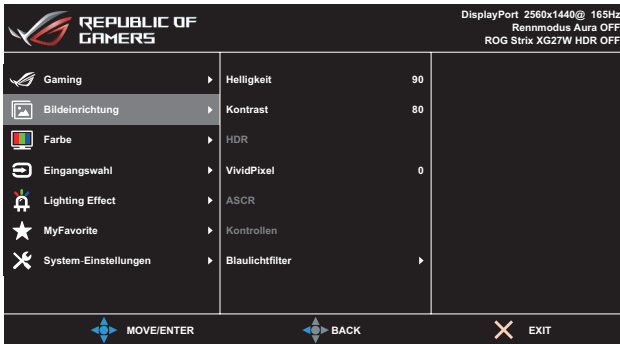 REPUBLIC OF
GAMERS
DisplayPort 2560x1440@ 165Hz
Rennmodus Aura OFF
ROG Strix XG27W HDR OFF
Gaming
Bildeinrichtung
Farbe
Eingangswahl
Lighting Effect
MyFavorite
System-Einstellungen
Helligkeit 90
Kontrast 80
HDR
VividPixel 0
ASCR
Kontrollen
Blaulichtfilter
MOVE/ENTER
BACK
EXIT